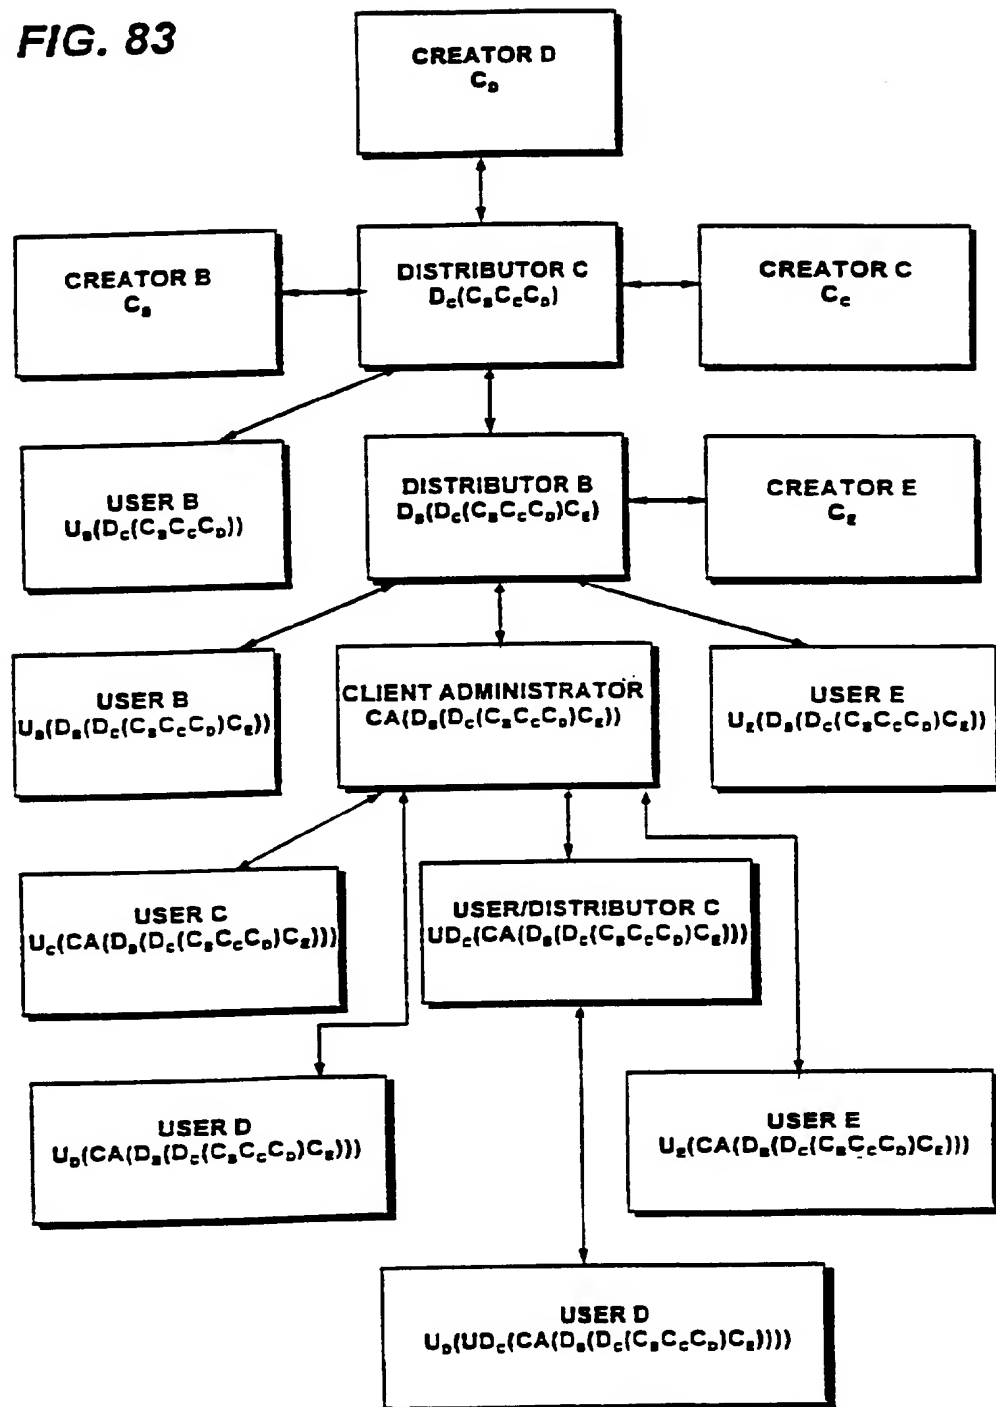 FIG. 83
CREATOR D
C_D
CREATOR B
C_B
DISTRIBUTOR C
D_C(C_BC_CC_D)
CREATOR C
C_C
USER B
U_B(D_C(C_BC_CC_D))
DISTRIBUTOR B
D_B(D_C(C_BC_CC_D)C_E)
CREATOR E
C_E
USER B
U_B(D_B(D_C(C_BC_CC_D)C_E))
CLIENT ADMINISTRATOR
CA(D_B(D_C(C_BC_CC_D)C_E))
USER E
U_E(D_B(D_C(C_BC_CC_D)C_E))
USER C
U_C(CA(D_B(D_C(C_BC_CC_D)C_E)))
USER/DISTRIBUTOR C
UD_C(CA(D_B(D_C(C_BC_CC_D)C_E)))
USER D
U_D(CA(D_B(D_C(C_BC_CC_D)C_E)))
USER E
U_E(CA(D_B(D_C(C_BC_CC_D)C_E)))
USER D
U_D(UD_C(CA(D_B(D_C(C_BC_CC_D)C_E))))